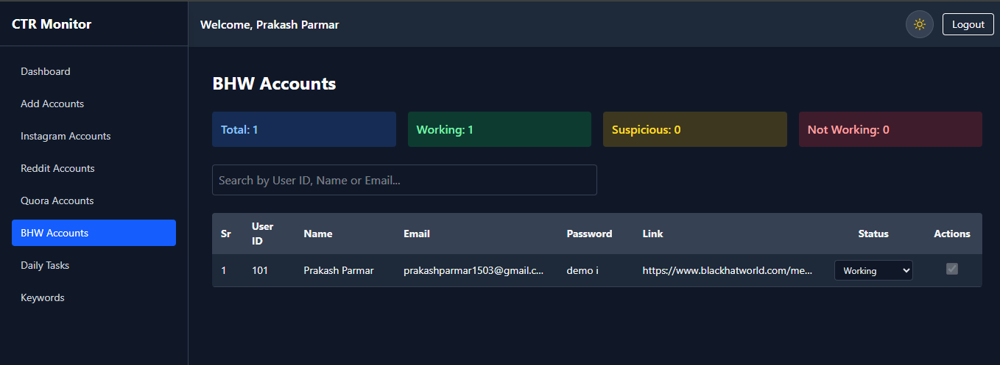 CTR Monitor
Welcome, Prakash Parmar
Logout
Dashboard
Add Accounts
Instagram Accounts
Reddit Accounts
Quora Accounts
BHW Accounts
Daily Tasks
Keywords
BHW Accounts
Total: 1
Working: 1
Suspicious: 0
Not Working: 0
Search by User ID, Name or Email...
Sr User ID Name Email Password Link Status Actions
1 101 Prakash Parmar prakashparmar1503@gmail.c... demo i https://www.blackhatworld.com/me... Working